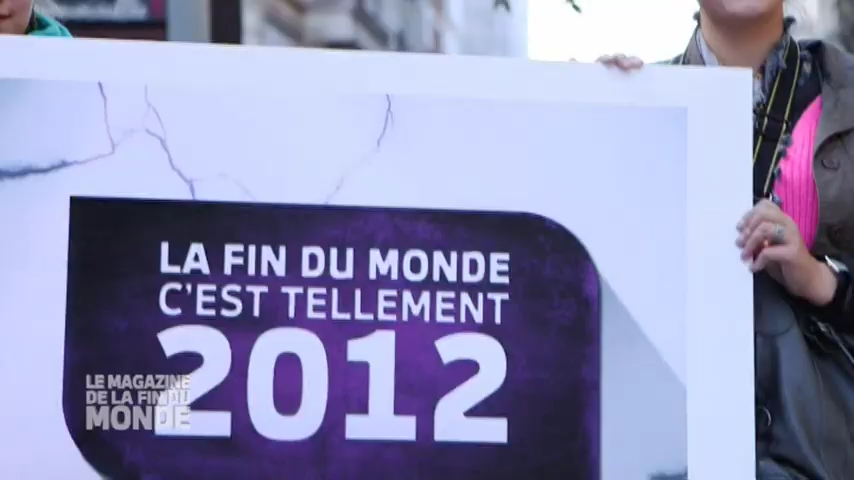 LA FIN DU MONDE
C'EST TELLEMENT
2012
LE MAGAZINE
DE LA FIN DU
MONDE